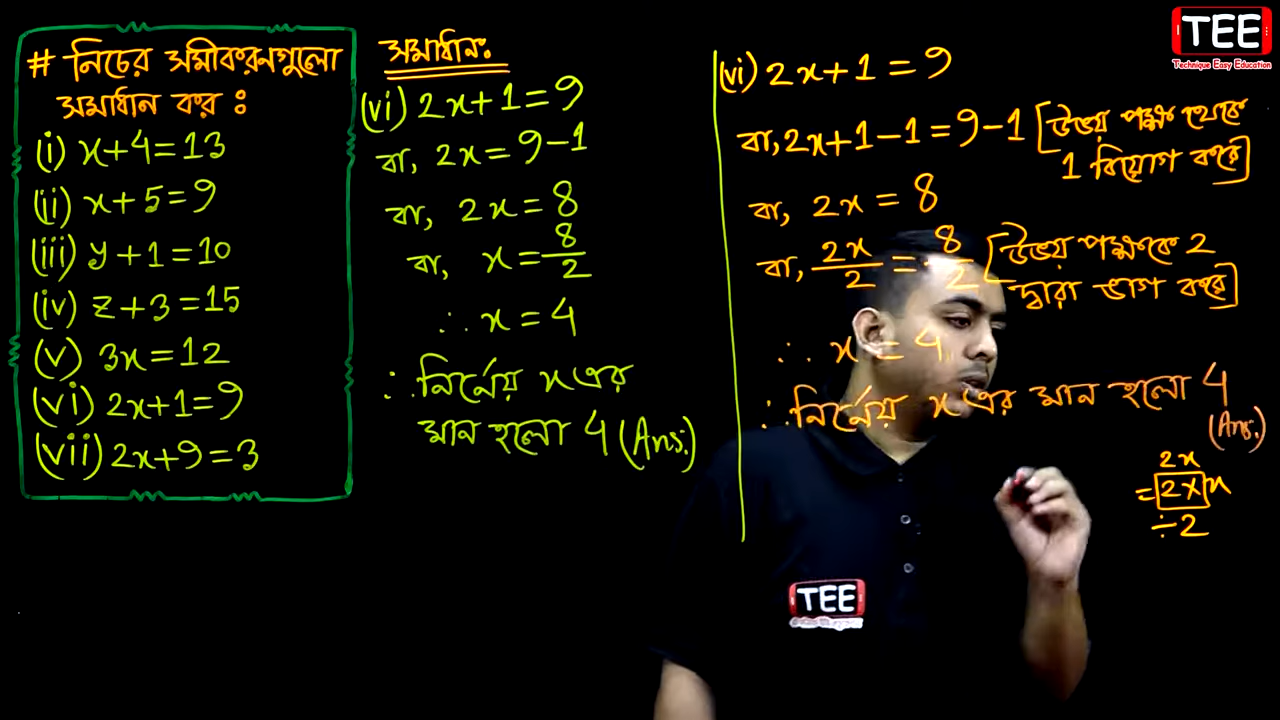 # নিচের সমীকরণগুলো
সমাধান কর :
(i) x+4=13
(ii) x+5=9
(iii) y+1=10
(iv) z+3=15
(v) 3x=12
(vi) 2x+1=9
(vii) 2x+9=3
সমাধান:
(vi) 2x+1=9
বা, 2x=9-1
বা, 2x=8
বা, x=8/2
∴ x=4
∴ নির্ণেয় x এর
মান হলো 4 (Ans:)
(vi) 2x+1=9
বা, 2x+1-1=9-1 [উভয় পক্ষ থেকে
1 বিয়োগ করে]
বা, 2x=8
বা, 2x/2=8/2 [উভয় পক্ষকে 2
দ্বারা ভাগ করে]
∴ x=4
∴ নির্ণেয় x এর মান হলো 4
(Ans:)
2x
=2×x
÷2
TEE
Technique Easy Education
TEE